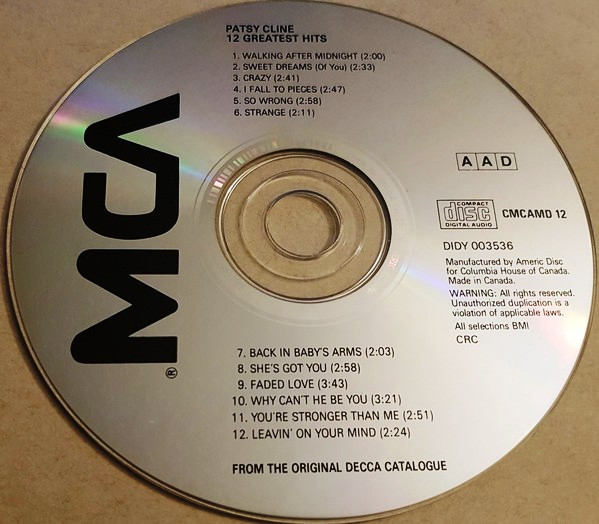 PATSY CLINE
12 GREATEST HITS
1. WALKING AFTER MIDNIGHT (2:00)
2. SWEET DREAMS (Of You) (2:33)
3. CRAZY (2:41)
4. I FALL TO PIECES (2:47)
5. SO WRONG (2:58)
6. STRANGE (2:11)
MCA
®
A A D
COMPACT
disc
DIGITAL AUDIO
CMCAMD 12
DIDY 003536
Manufactured by Americ Disc
for Columbia House of Canada.
Made in Canada.
WARNING: All rights reserved.
Unauthorized duplication is a
violation of applicable laws.
All selections BMI
CRC
7. BACK IN BABY'S ARMS (2:03)
8. SHE'S GOT YOU (2:58)
9. FADED LOVE (3:43)
10. WHY CAN'T HE BE YOU (3:21)
11. YOU'RE STRONGER THAN ME (2:51)
12. LEAVIN' ON YOUR MIND (2:24)
FROM THE ORIGINAL DECCA CATALOGUE